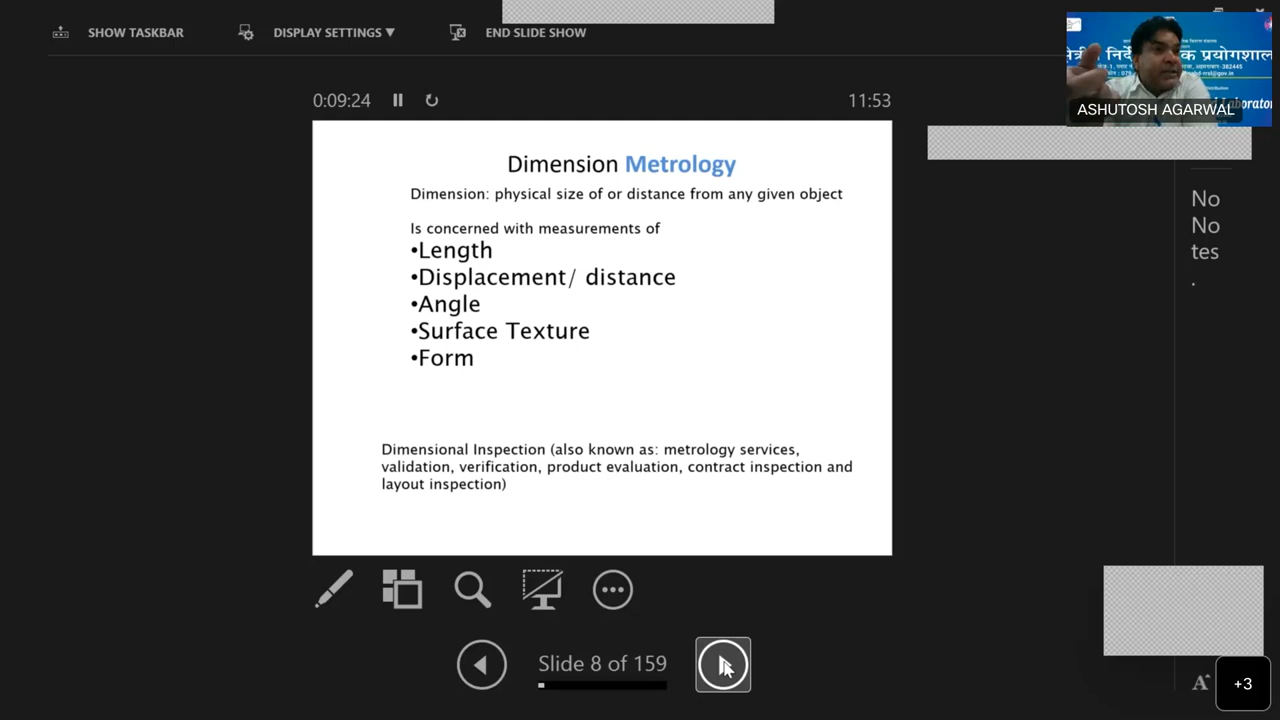 SHOW TASKBAR
DISPLAY SETTINGS ▼
END SLIDE SHOW
0:09:24
11:53
Dimension Metrology
Dimension: physical size of or distance from any given object
Is concerned with measurements of
•Length
•Displacement/ distance
•Angle
•Surface Texture
•Form
Dimensional Inspection (also known as: metrology services,
validation, verification, product evaluation, contract inspection and
layout inspection)
Slide 8 of 159
प्रयोगशाला
ASHUTOSH AGARWAL
No
No
tes
.
A
+3